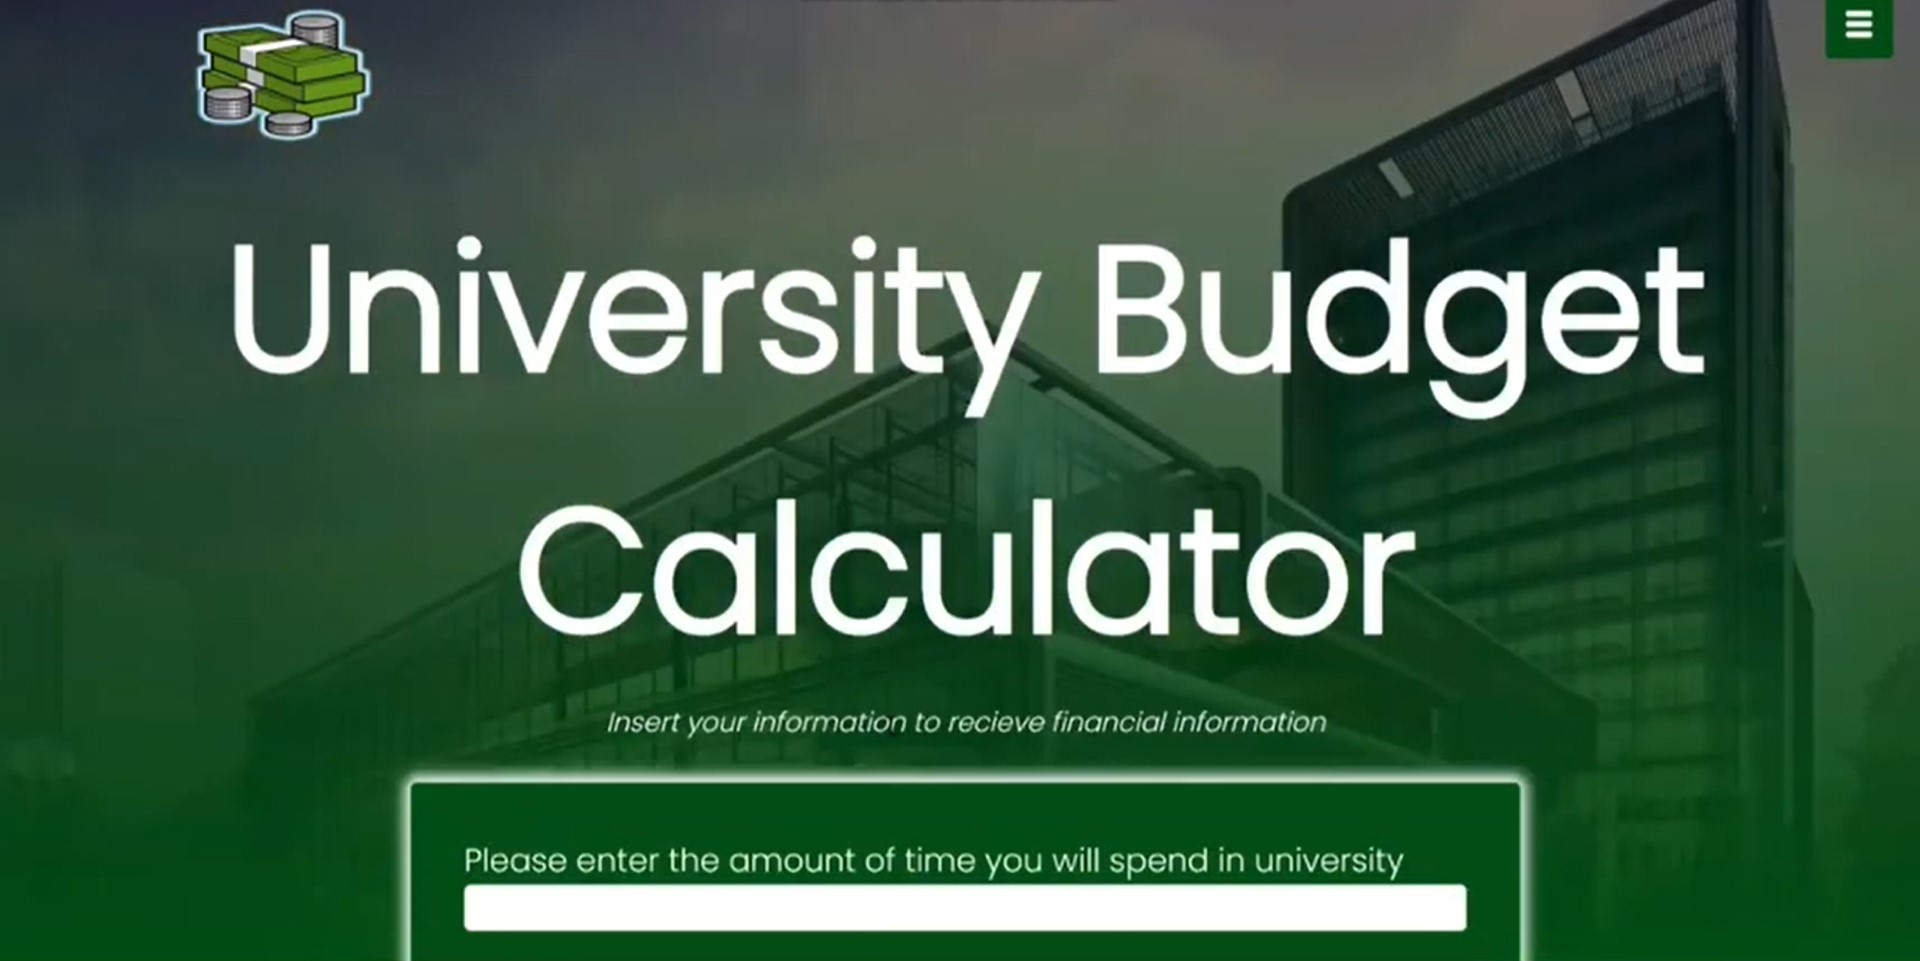 University Budget
Calculator
Insert your information to recieve financial information
Please enter the amount of time you will spend in university